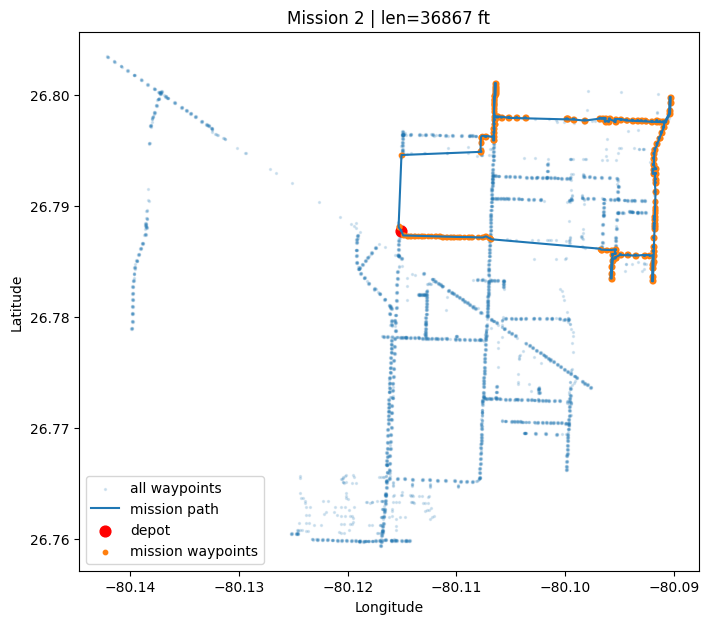 Mission 2 | len=36867 ft
26.80
26.79
26.78
26.77
26.76
Latitude
all waypoints
mission path
depot
mission waypoints
−80.14 −80.13 −80.12 −80.11 −80.10 −80.09
Longitude